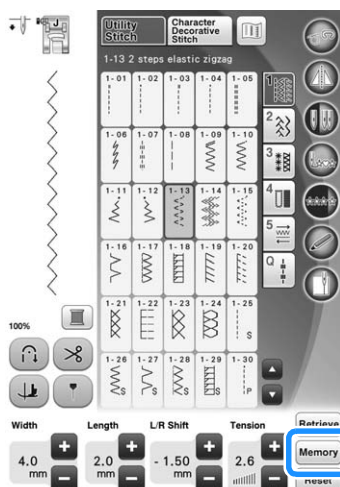 J
Utility
Stitch
Character
Decorative
Stitch
1-13 2 steps elastic zigzag
1-01 1-02 1-03 1-04 1-05
1
1-06 1-07 1-08 1-09 1-10
2
3
1-11 1-12 1-13 1-14 1-15
4
5
1-16 1-17 1-18 1-19 1-20
Q
1-21 1-22 1-23 1-24 1-25
S
100%
1-26 1-27 1-28 1-29 1-30
S S S S P
Width Length L/R Shift Tension Retrieve
4.0 mm 2.0 mm -1.50 mm 2.6 Memory
Reset